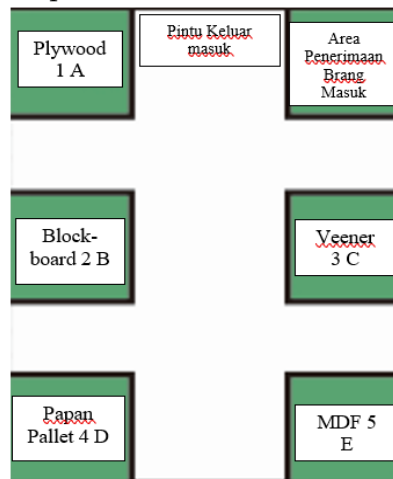 Plywood
1 A
Pintu Keluar
masuk
Area
Penerimaan
Brang
Masuk
Block-
board 2 B
Veener
3 C
Papan
Pallet 4 D
MDF 5
E